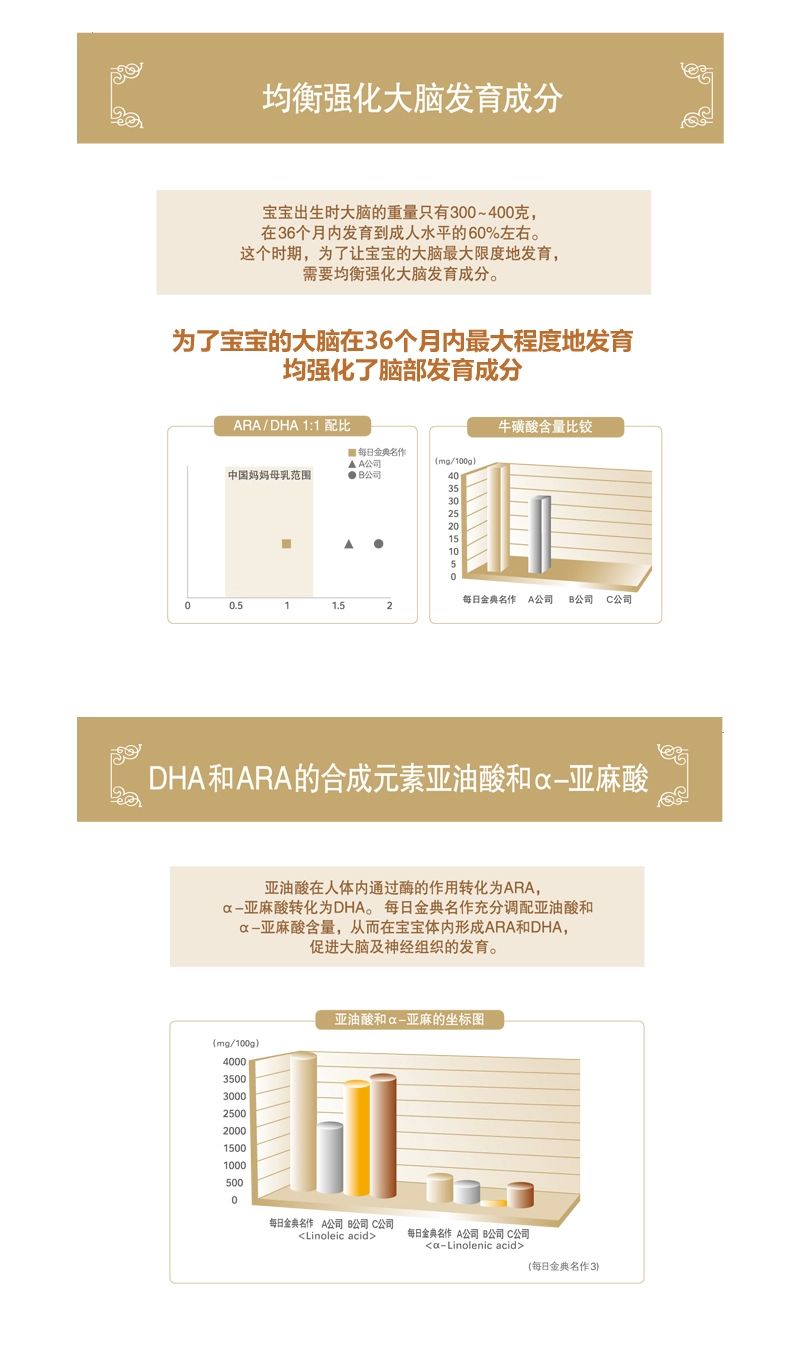 均衡强化大脑发育成分
宝宝出生时大脑的重量只有300~400克，
在36个月内发育到成人水平的60%左右。
这个时期，为了让宝宝的大脑最大限度地发育，
需要均衡强化大脑发育成分。
为了宝宝的大脑在36个月内最大程度地发育
均强化了脑部发育成分
ARA / DHA 1:1 配比
每日金典名作
A公司
B公司
中国妈妈母乳范围
0 0.5 1 1.5 2
牛磺酸含量比较
(mg/100g)
40
35
30
25
20
15
10
5
0
每日金典名作 A公司 B公司 C公司
DHA和ARA的合成元素亚油酸和α-亚麻酸
亚油酸在人体内通过酶的作用转化为ARA，
α-亚麻酸转化为DHA。 每日金典名作充分调配亚油酸和
α-亚麻酸含量，从而在宝宝体内形成ARA和DHA，
促进大脑及神经组织的发育。
亚油酸和α-亚麻的坐标图
(mg/100g)
4000
3500
3000
2500
2000
1500
1000
500
0
每日金典名作 A公司 B公司 C公司
<Linoleic acid>
每日金典名作 A公司 B公司 C公司
<α-Linolenic acid>
(每日金典名作3)